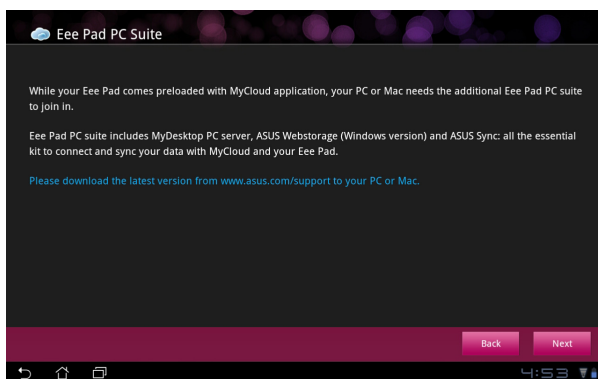 Eee Pad PC Suite
While your Eee Pad comes preloaded with MyCloud application, your PC or Mac needs the additional Eee Pad PC suite
to join in.
Eee Pad PC suite includes MyDesktop PC server, ASUS Webstorage (Windows version) and ASUS Sync: all the essential
kit to connect and sync your data with MyCloud and your Eee Pad.
Please download the latest version from www.asus.com/support to your PC or Mac.
Back Next
4:53